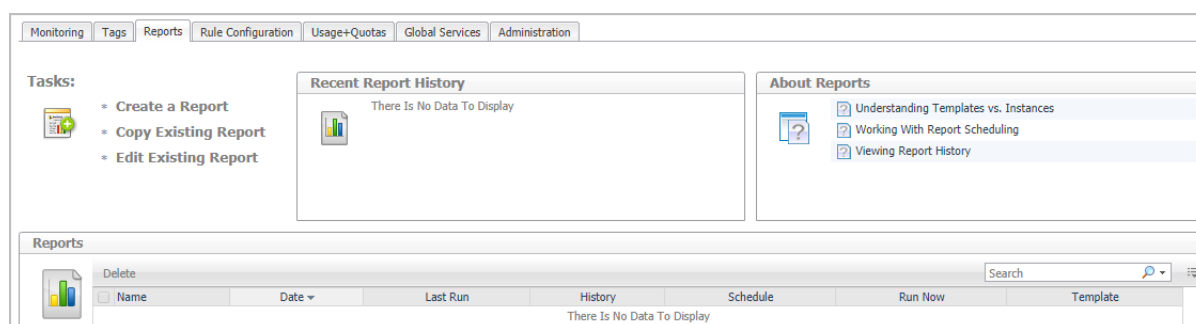 Monitoring Tags Reports Rule Configuration Usage+Quotas Global Services Administration
Tasks:
* Create a Report
* Copy Existing Report
* Edit Existing Report
Recent Report History
There Is No Data To Display
About Reports
Understanding Templates vs. Instances
Working With Report Scheduling
Viewing Report History
Reports
Delete Search
Name Date Last Run History Schedule Run Now Template
There Is No Data To Display